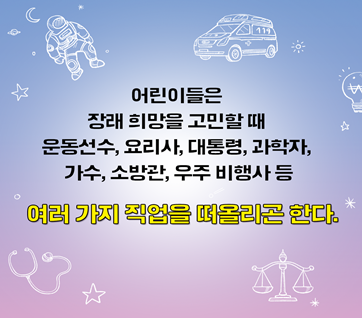 어린이들은
장래 희망을 고민할 때
운동선수, 요리사, 대통령, 과학자,
가수, 소방관, 우주 비행사 등
여러 가지 직업을 떠올리곤 한다.